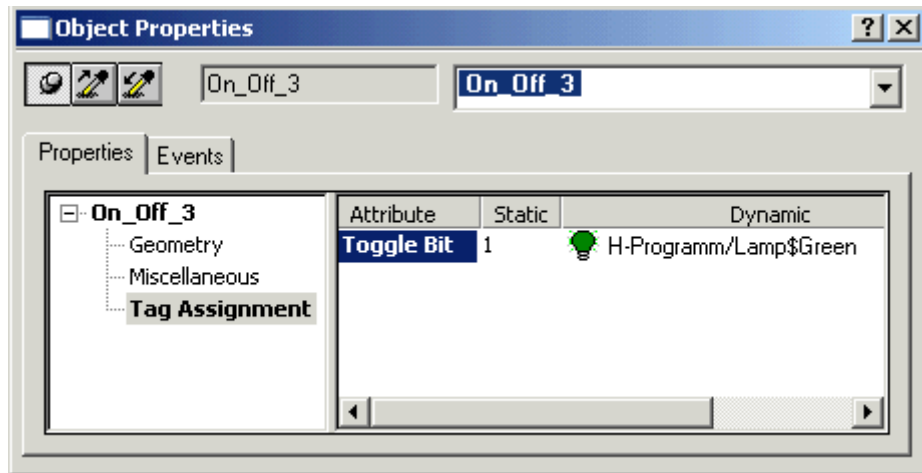 Object Properties
On_Off_3 On_Off_3
Properties Events
On_Off_3
Geometry
Miscellaneous
Tag Assignment
Attribute Static Dynamic
Toggle Bit 1 H-Programm/Lamp$Green